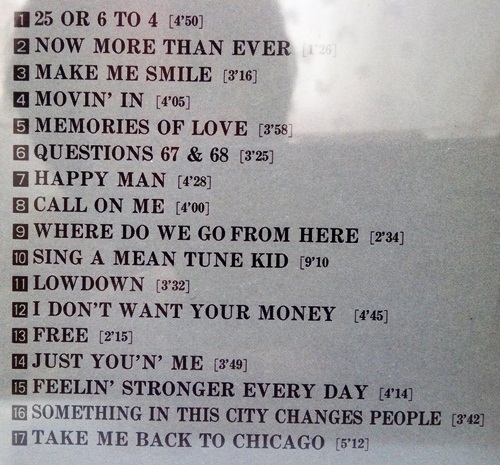 1 25 OR 6 TO 4 [4'50]
2 NOW MORE THAN EVER [1'26]
3 MAKE ME SMILE [3'16]
4 MOVIN' IN [4'05]
5 MEMORIES OF LOVE [3'58]
6 QUESTIONS 67 & 68 [3'25]
7 HAPPY MAN [4'28]
8 CALL ON ME [4'00]
9 WHERE DO WE GO FROM HERE [2'34]
10 SING A MEAN TUNE KID [9'10
11 LOWDOWN [3'32]
12 I DON'T WANT YOUR MONEY [4'45]
13 FREE [2'15]
14 JUST YOU'N' ME [3'49]
15 FEELIN' STRONGER EVERY DAY [4'14]
16 SOMETHING IN THIS CITY CHANGES PEOPLE [3'42]
17 TAKE ME BACK TO CHICAGO [5'12]